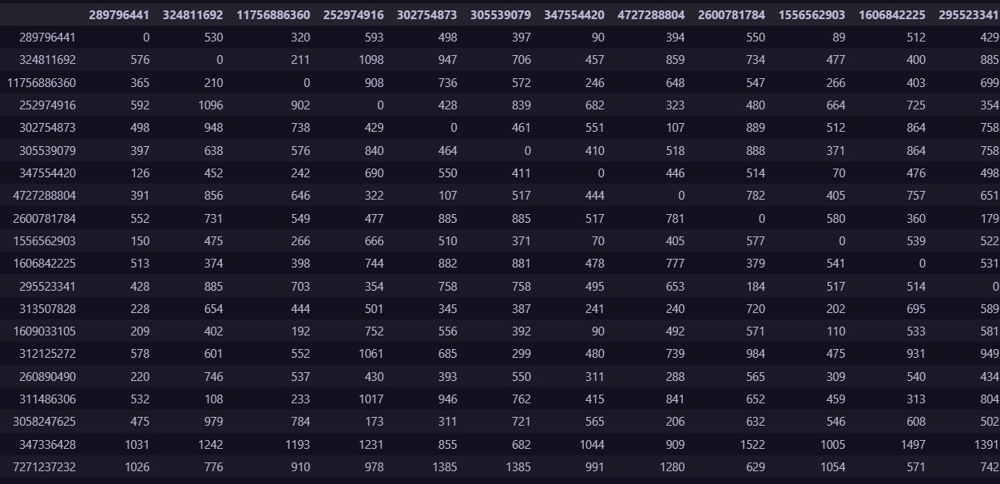 289796441 324811692 11756886360 252974916 302754873 305539079 347554420 4727288804 2600781784 1556562903 1606842225 295523341
289796441 0 530 320 593 498 397 90 394 550 89 512 429
324811692 576 0 211 1098 947 706 457 859 734 477 400 885
11756886360 365 210 0 908 736 572 246 648 547 266 403 699
252974916 592 1096 902 0 428 839 682 323 480 664 725 354
302754873 498 948 738 429 0 461 551 107 889 512 864 758
305539079 397 638 576 840 464 0 410 518 888 371 864 758
347554420 126 452 242 690 550 411 0 446 514 70 476 498
4727288804 391 856 646 322 107 517 444 0 782 405 757 651
2600781784 552 731 549 477 885 885 517 781 0 580 360 179
1556562903 150 475 266 666 510 371 70 405 577 0 539 522
1606842225 513 374 398 744 882 881 478 777 379 541 0 531
295523341 428 885 703 354 758 758 495 653 184 517 514 0
313507828 228 654 444 501 345 387 241 240 720 202 695 589
1609033105 209 402 192 752 556 392 90 492 571 110 533 581
312125272 578 601 552 1061 685 299 480 739 984 475 931 949
260890490 220 746 537 430 393 550 311 288 565 309 540 434
311486306 532 108 233 1017 946 762 415 841 652 459 313 804
3058247625 475 979 784 173 311 721 565 206 632 546 608 502
347336428 1031 1242 1193 1231 855 682 1044 909 1522 1005 1497 1391
7271237232 1026 776 910 978 1385 1385 991 1280 629 1054 571 742